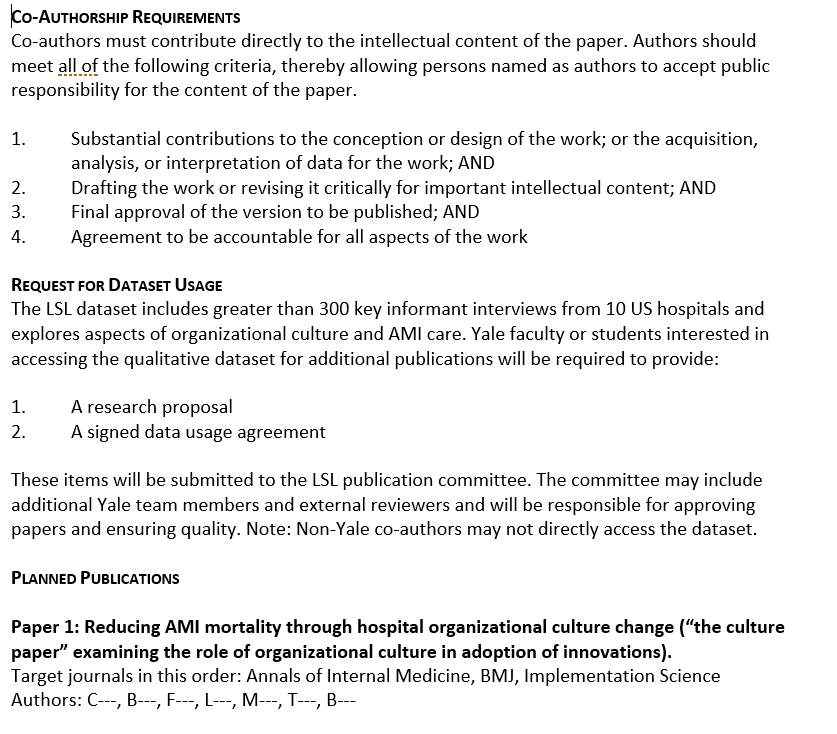 CO-AUTHORSHIP REQUIREMENTS
Co-authors must contribute directly to the intellectual content of the paper. Authors should
meet all of the following criteria, thereby allowing persons named as authors to accept public
responsibility for the content of the paper.
1. Substantial contributions to the conception or design of the work; or the acquisition,
analysis, or interpretation of data for the work; AND
2. Drafting the work or revising it critically for important intellectual content; AND
3. Final approval of the version to be published; AND
4. Agreement to be accountable for all aspects of the work
REQUEST FOR DATASET USAGE
The LSL dataset includes greater than 300 key informant interviews from 10 US hospitals and
explores aspects of organizational culture and AMI care. Yale faculty or students interested in
accessing the qualitative dataset for additional publications will be required to provide:
1. A research proposal
2. A signed data usage agreement
These items will be submitted to the LSL publication committee. The committee may include
additional Yale team members and external reviewers and will be responsible for approving
papers and ensuring quality. Note: Non-Yale co-authors may not directly access the dataset.
PLANNED PUBLICATIONS
Paper 1: Reducing AMI mortality through hospital organizational culture change (“the culture
paper” examining the role of organizational culture in adoption of innovations).
Target journals in this order: Annals of Internal Medicine, BMJ, Implementation Science
Authors: C---, B---, F---, L---, M---, T---, B---